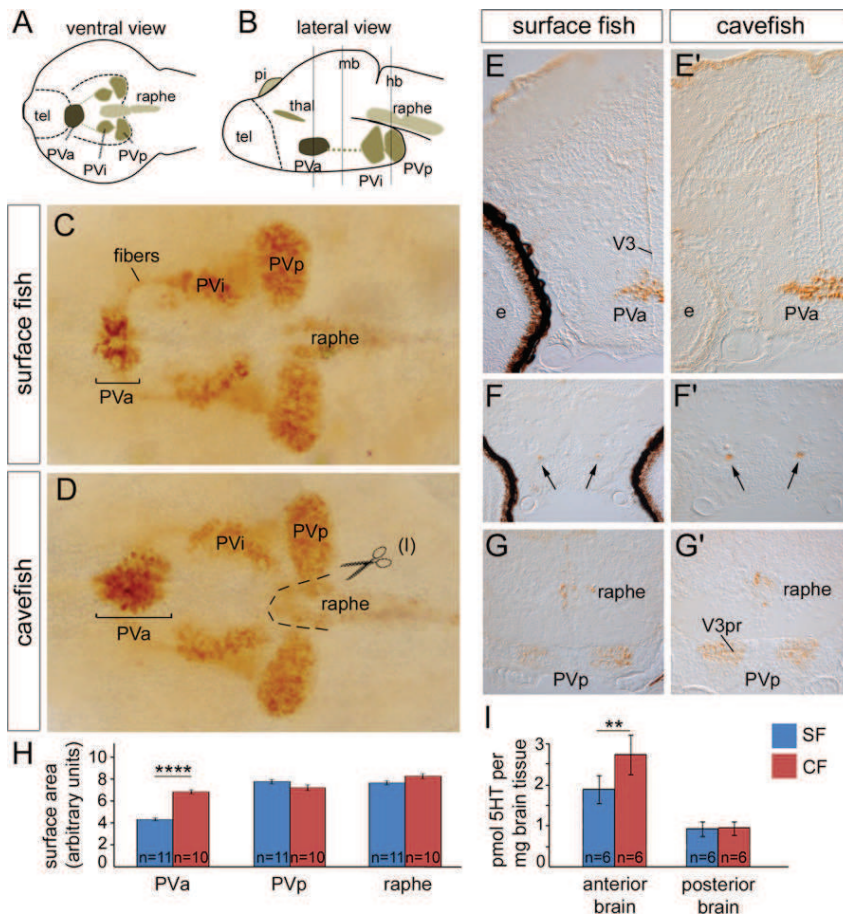 A
ventral view
tel
raphe
PVa
PVi
PVp
B
lateral view
pi
mb
hb
thal
raphe
tel
PVa
PVi
PVp
surface fish
cavefish
E
V3
e
PVa
E'
e
PVa
surface fish
C
fibers
PVi
PVp
raphe
PVa
cavefish
D
PVi
PVp
(I)
raphe
PVa
F
F'
G
raphe
PVp
G'
raphe
V3pr
PVp
H
surface area
(arbitrary units)
10
8
6
4
2
0
****
n=11
n=10
n=11
n=10
n=11
n=10
PVa
PVp
raphe
I
pmol 5HT per
mg brain tissue
3
2
1
0
**
n=6
n=6
n=6
n=6
anterior
brain
posterior
brain
SF
CF